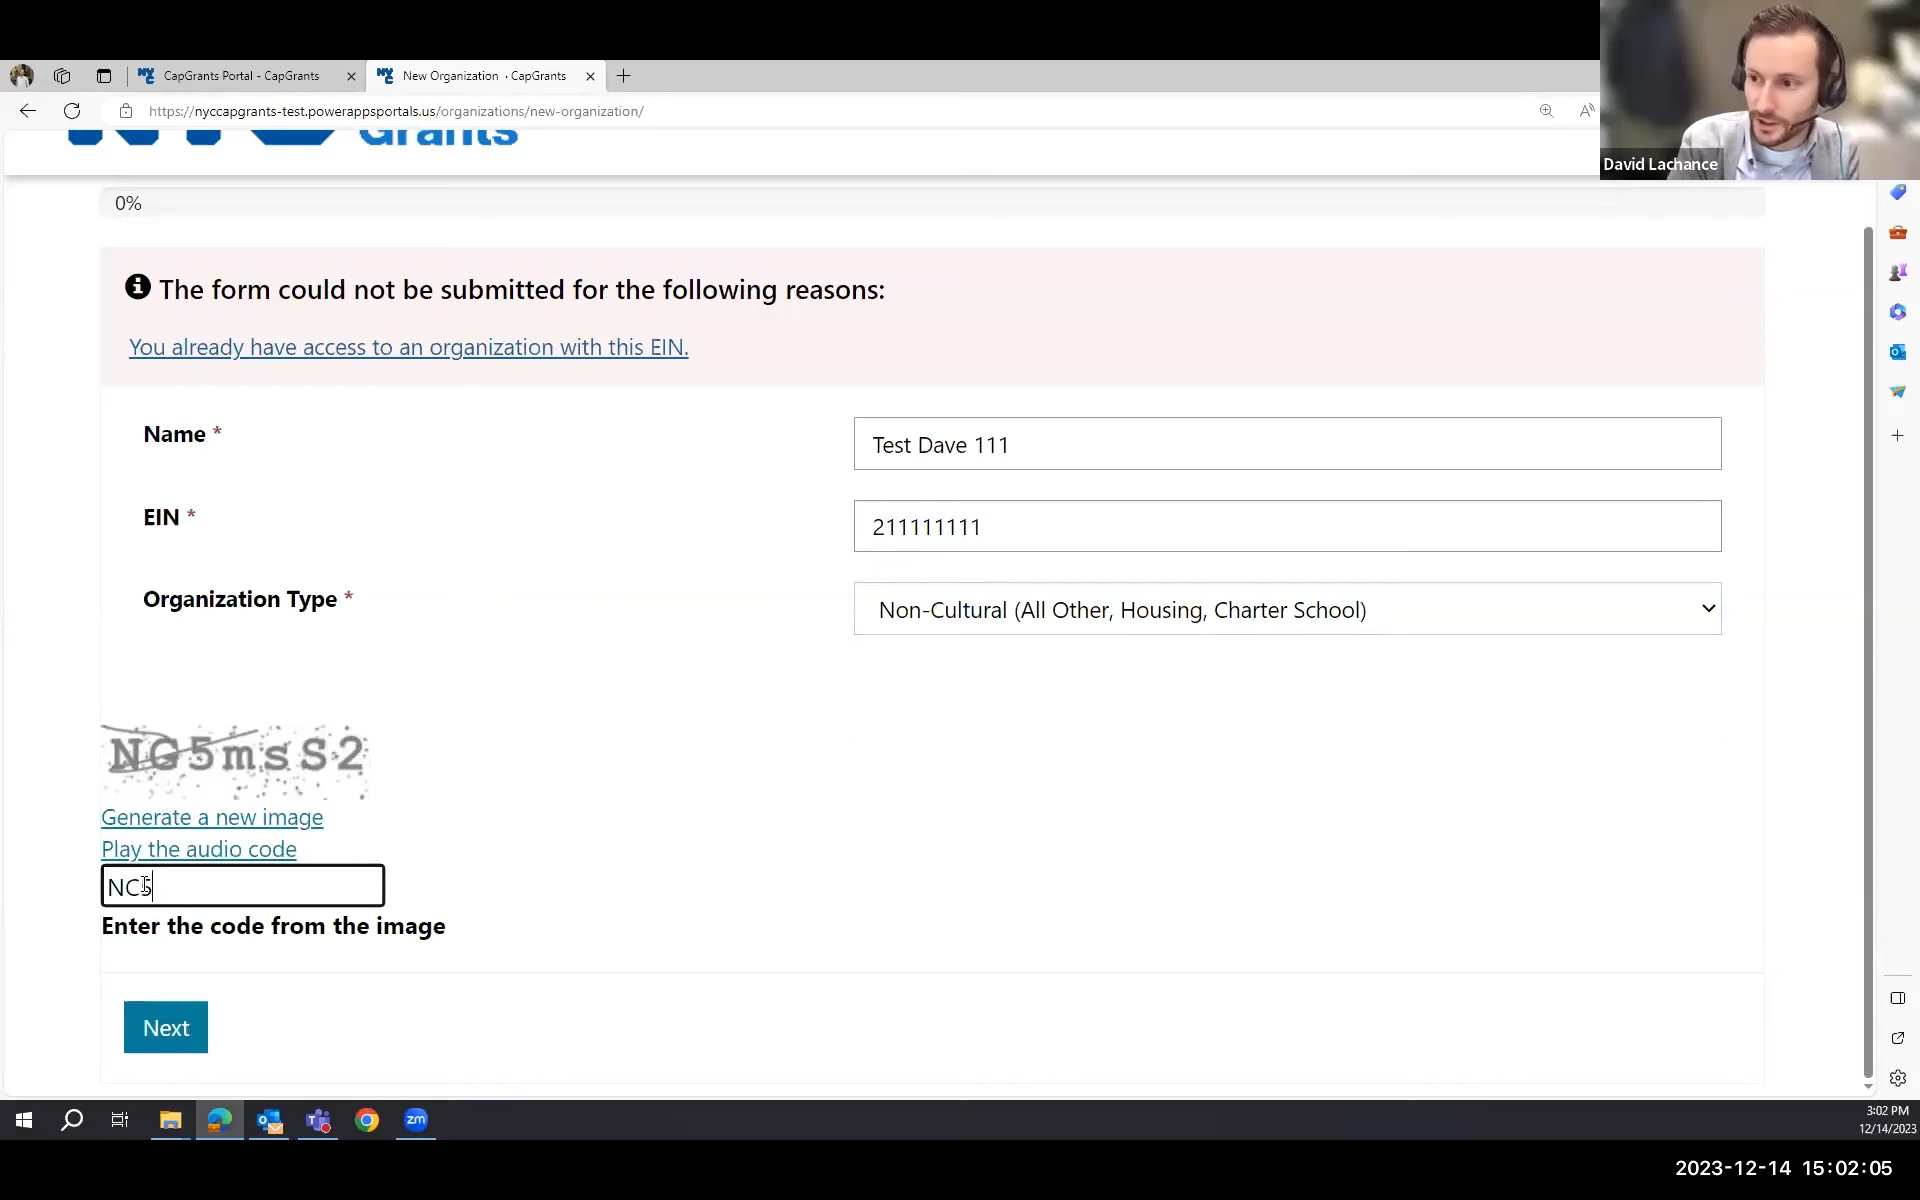 CapGrants Portal - CapGrants
New Organization · CapGrants
https://nyccapgrants-test.powerappsportals.us/organizations/new-organization/
David Lachance
Grants
0%
The form could not be submitted for the following reasons:
You already have access to an organization with this EIN.
Name *
Test Dave 111
EIN *
211111111
Organization Type *
Non-Cultural (All Other, Housing, Charter School)
NG5msS2
Generate a new image
Play the audio code
NC5
Enter the code from the image
Next
zm
3:02 PM
12/14/2023
2023-12-14 15:02:05